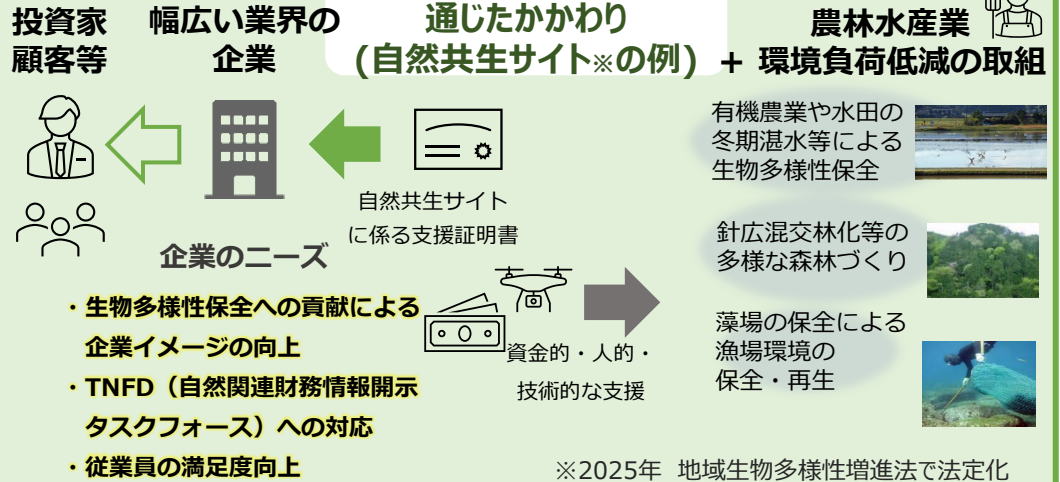 投資家
顧客等
幅広い業界の
企業
通じたかかわり
(自然共生サイト※の例)
農林水産業
+ 環境負荷低減の取組
自然共生サイト
に係る支援証明書
企業のニーズ
・生物多様性保全への貢献による
企業イメージの向上
・TNFD（自然関連財務情報開示
タスクフォース）への対応
・従業員の満足度向上
資金的・人的・
技術的な支援
有機農業や水田の
冬期湛水等による
生物多様性保全
針広混交林化等の
多様な森林づくり
藻場の保全による
漁場環境の
保全・再生
※2025年 地域生物多様性増進法で法定化